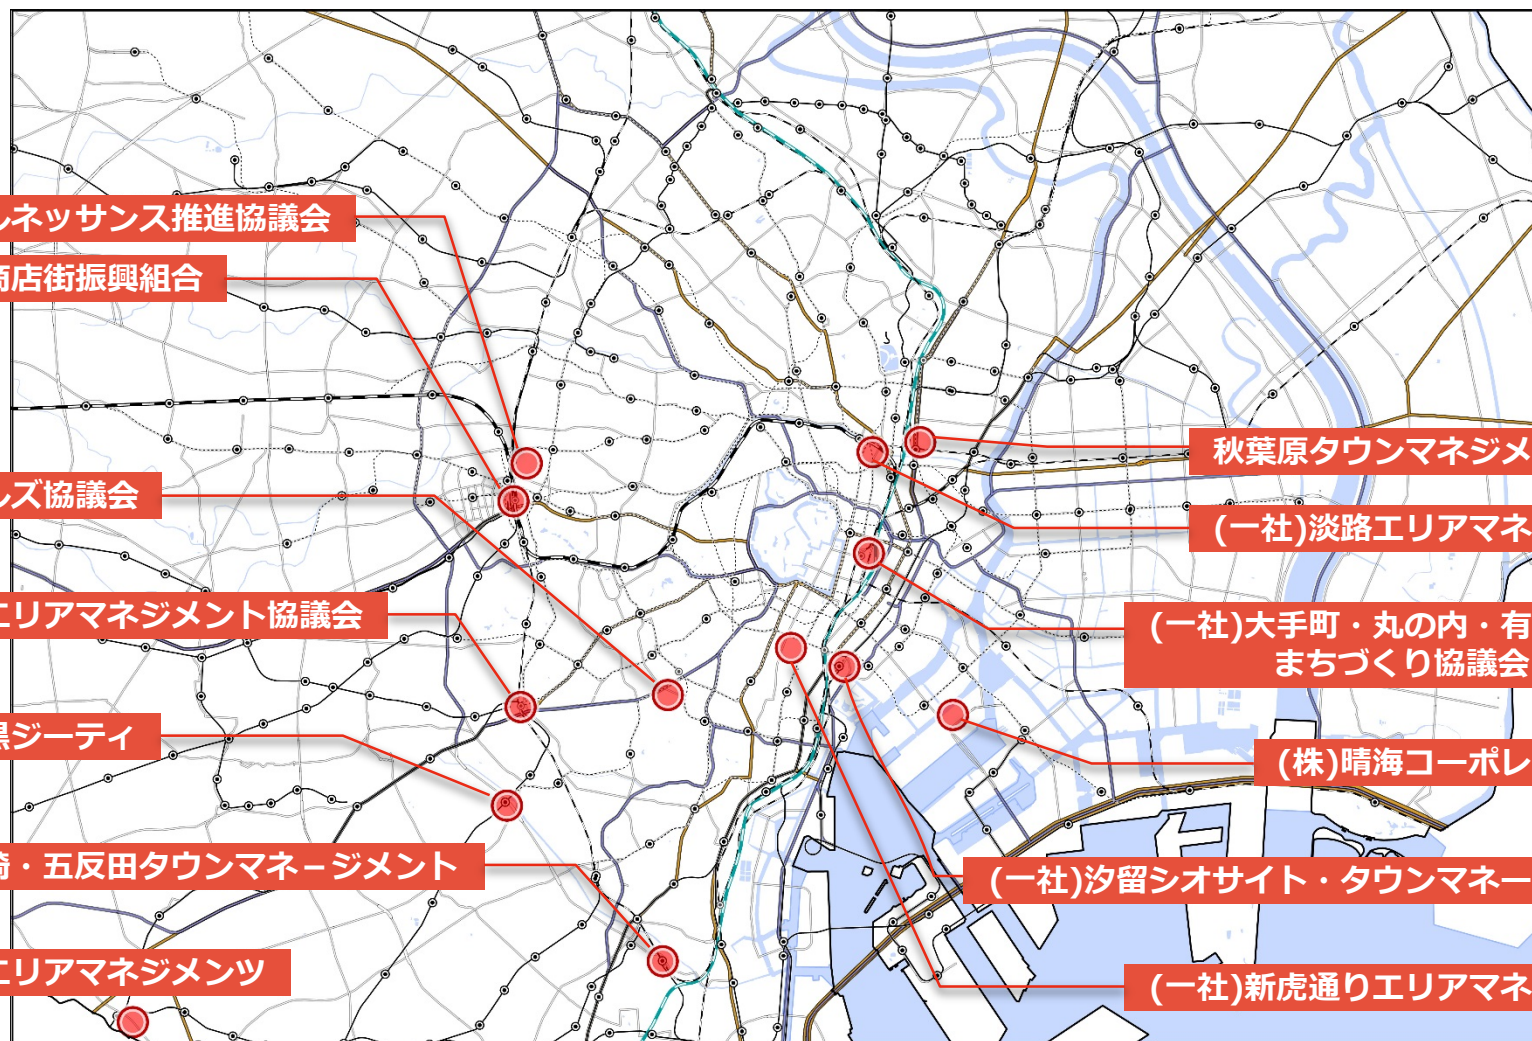 ルネッサンス推進協議会
商店街振興組合
ルズ協議会
エリアマネジメント協議会
黒ジーティ
崎・五反田タウンマネージメント
エリアマネジメンツ
秋葉原タウンマネジメ
(一社)淡路エリアマネ
(一社)大手町・丸の内・有
まちづくり協議会
(株)晴海コーポレ
(一社)汐留シオサイト・タウンマネー
(一社)新虎通りエリアマネ